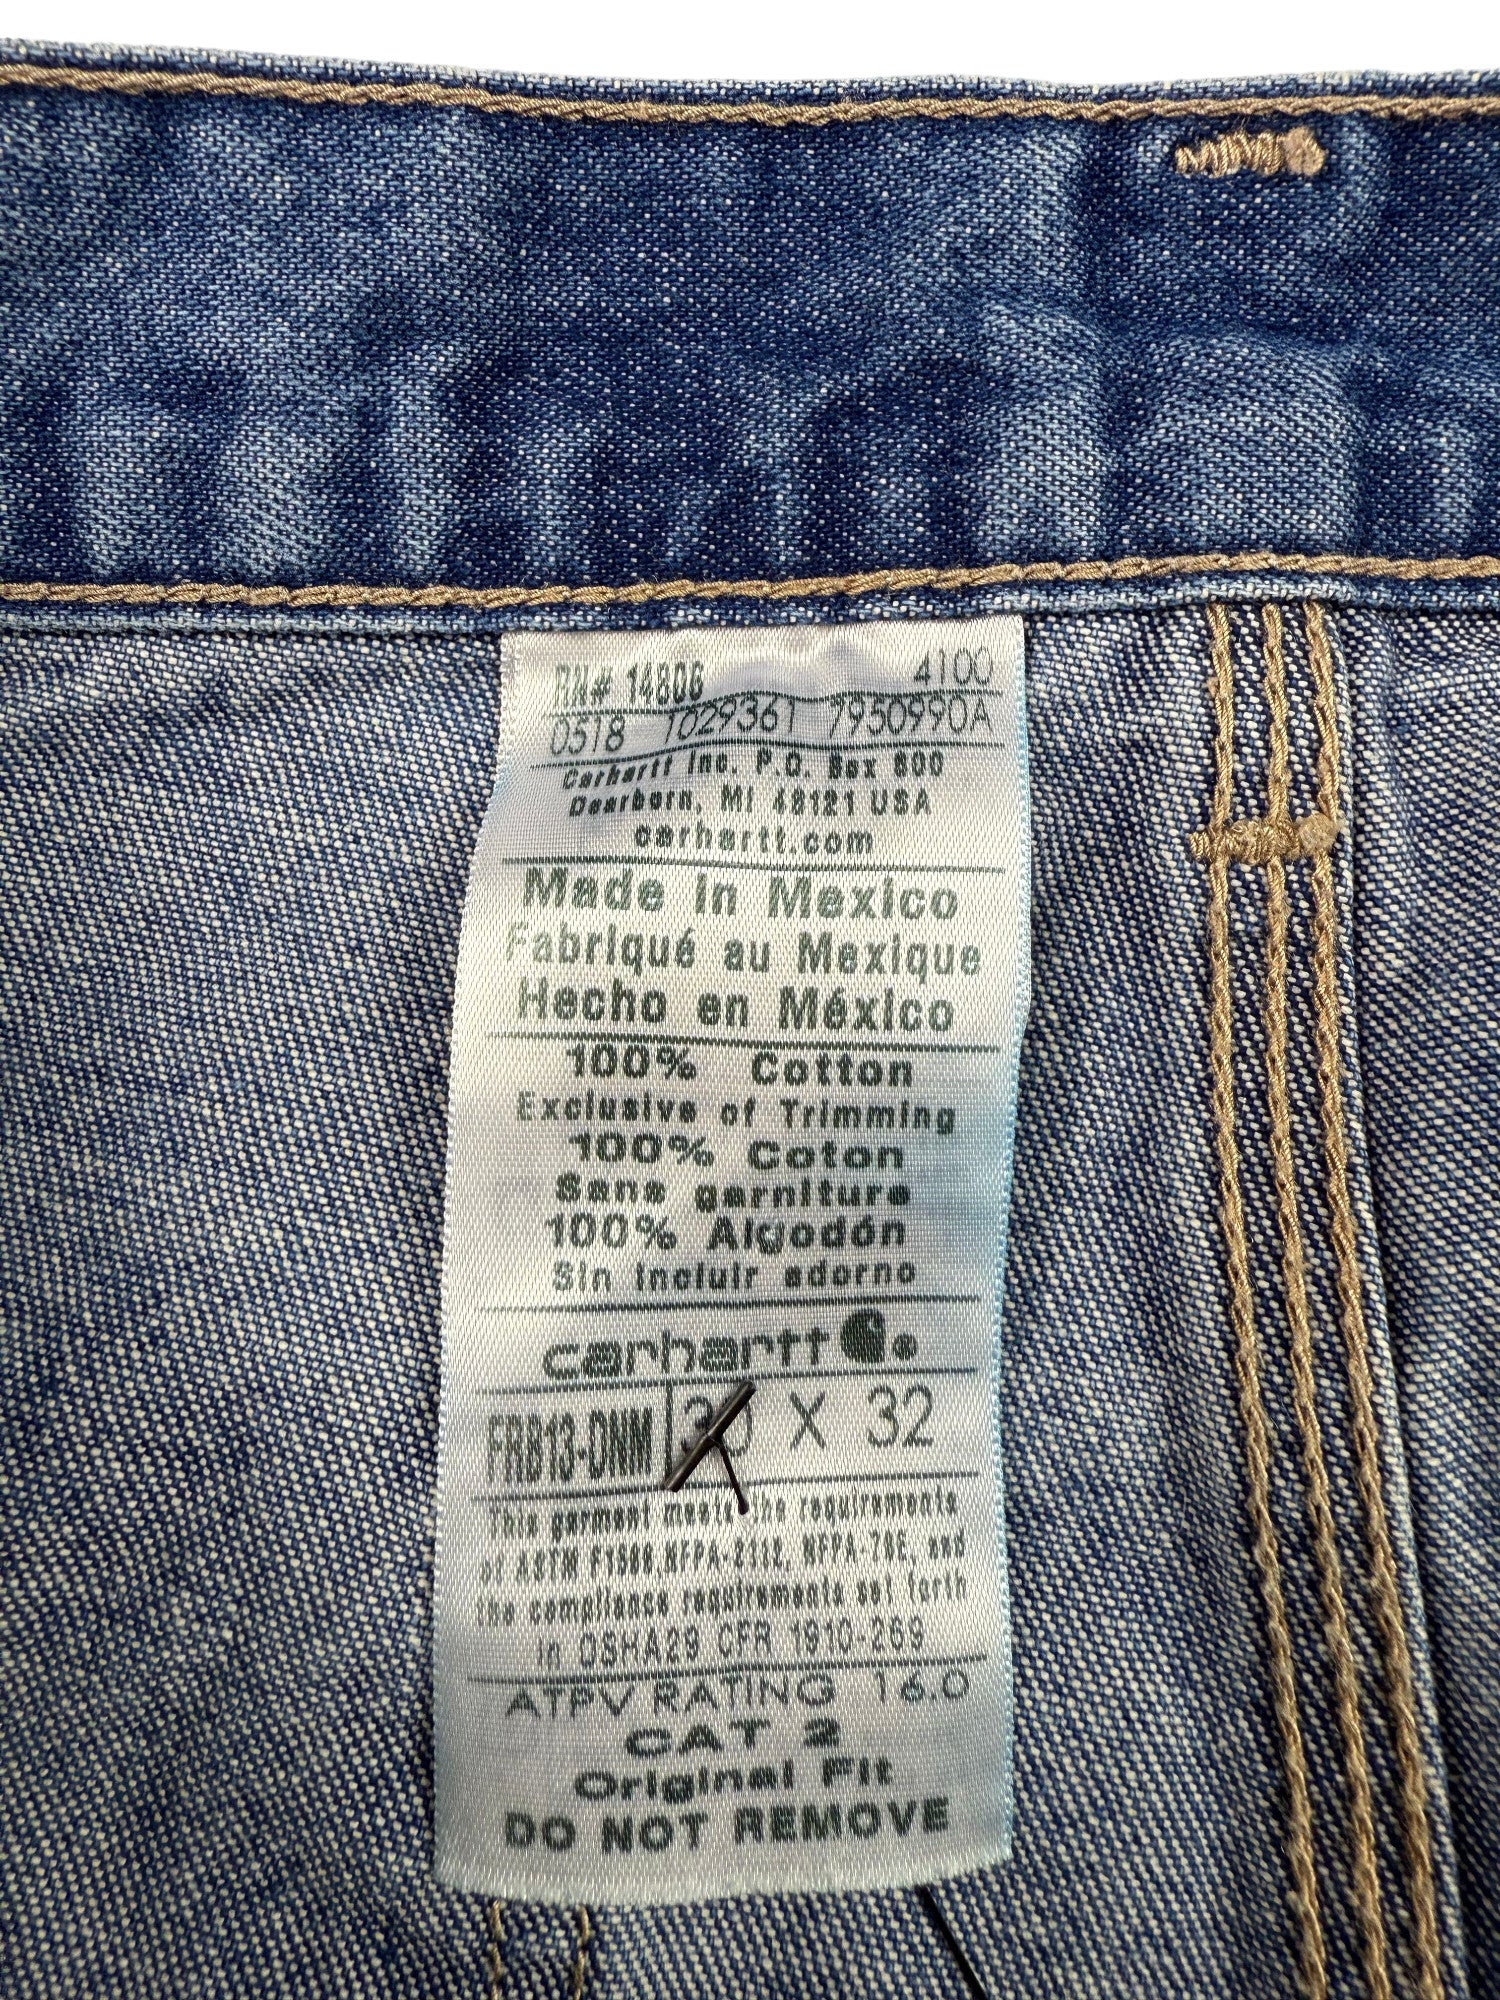 RN# 14806 4100
0518 1029361 7950990A
Carhartt Inc. P.O. Box 600
Dearborn, MI 48121 USA
carhartt.com
Made in Mexico
Fabriqué au Mexique
Hecho en México
100% Cotton
Exclusive of Trimming
100% Coton
Sans garniture
100% Algodón
Sin incluir adorno
carhartt
FRB13-DNM X 32
This garment meets the requirements
of ASTM NFPA-2112, NFPA-70E, and
the compliance requirements set forth
in OSHA29 CFR 1910-269
ATPV RATING 16.0
CAT 2
Original Fit
DO NOT REMOVE